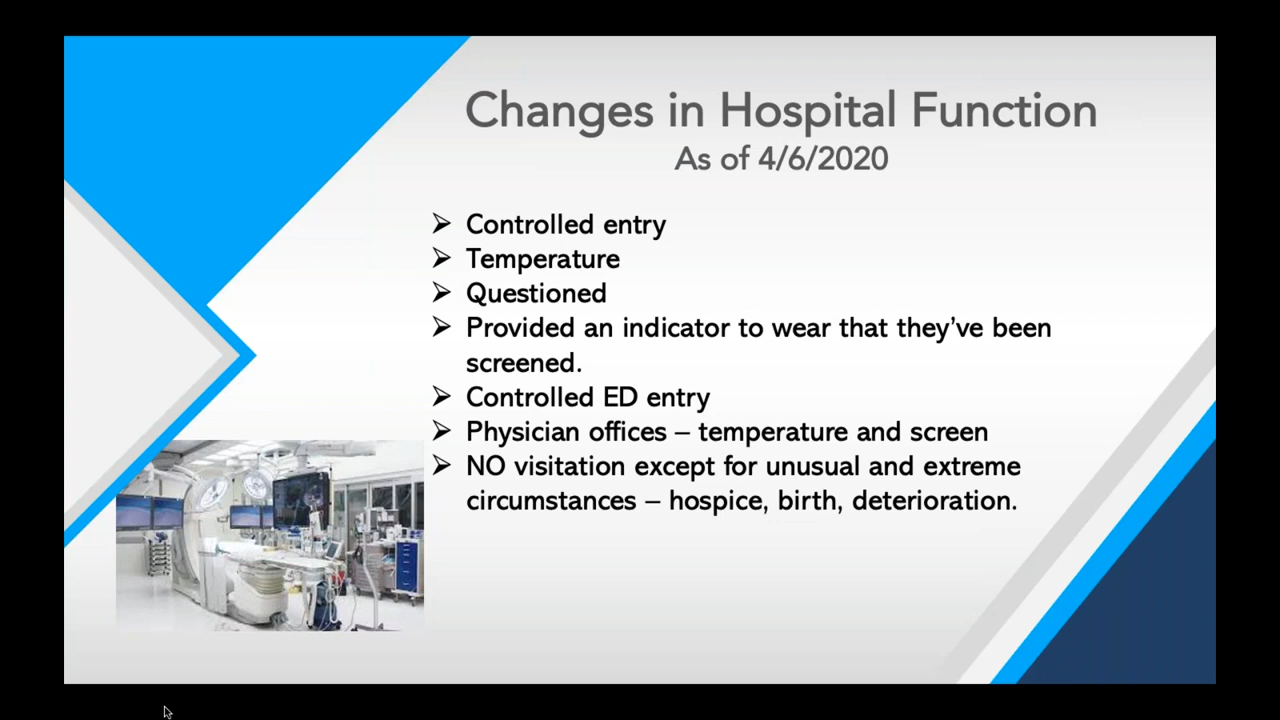 Changes in Hospital Function
As of 4/6/2020
➢ Controlled entry
➢ Temperature
➢ Questioned
➢ Provided an indicator to wear that they’ve been
screened.
➢ Controlled ED entry
➢ Physician offices – temperature and screen
➢ NO visitation except for unusual and extreme
circumstances – hospice, birth, deterioration.